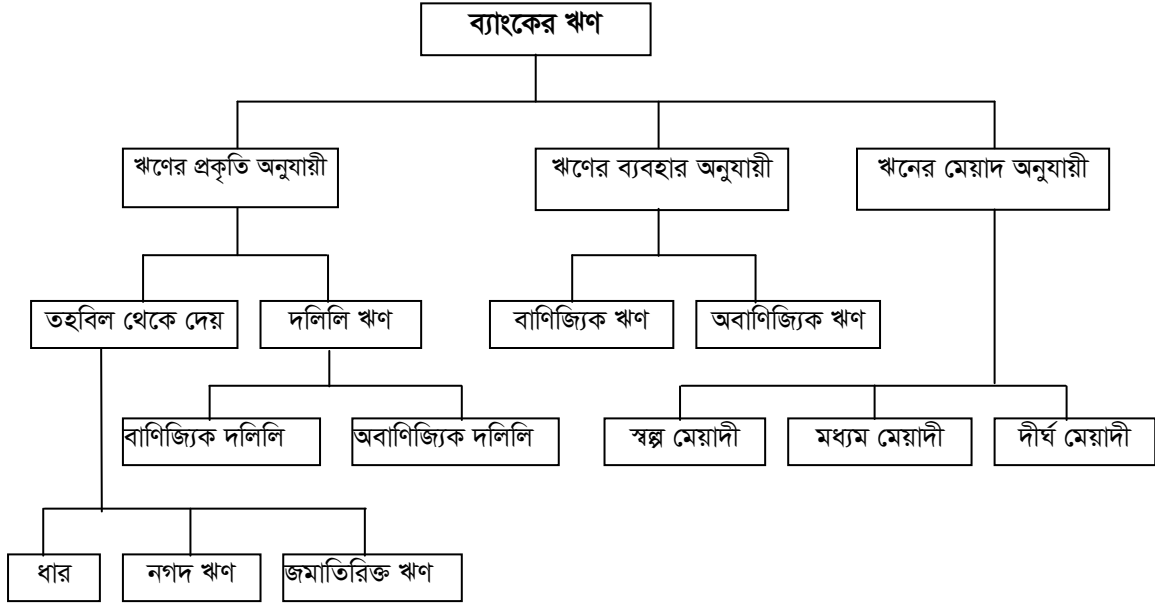 ব্যাংকের ঋণ
ঋণের প্রকৃতি অনুযায়ী
ঋণের ব্যবহার অনুযায়ী
ঋনের মেয়াদ অনুযায়ী
তহবিল থেকে দেয়
দলিলি ঋণ
বাণিজ্যিক ঋণ
অবাণিজ্যিক ঋণ
বাণিজ্যিক দলিলি
অবাণিজ্যিক দলিলি
স্বল্প মেয়াদী
মধ্যম মেয়াদী
দীর্ঘ মেয়াদী
ধার
নগদ ঋণ
জমাতিরিক্ত ঋণ